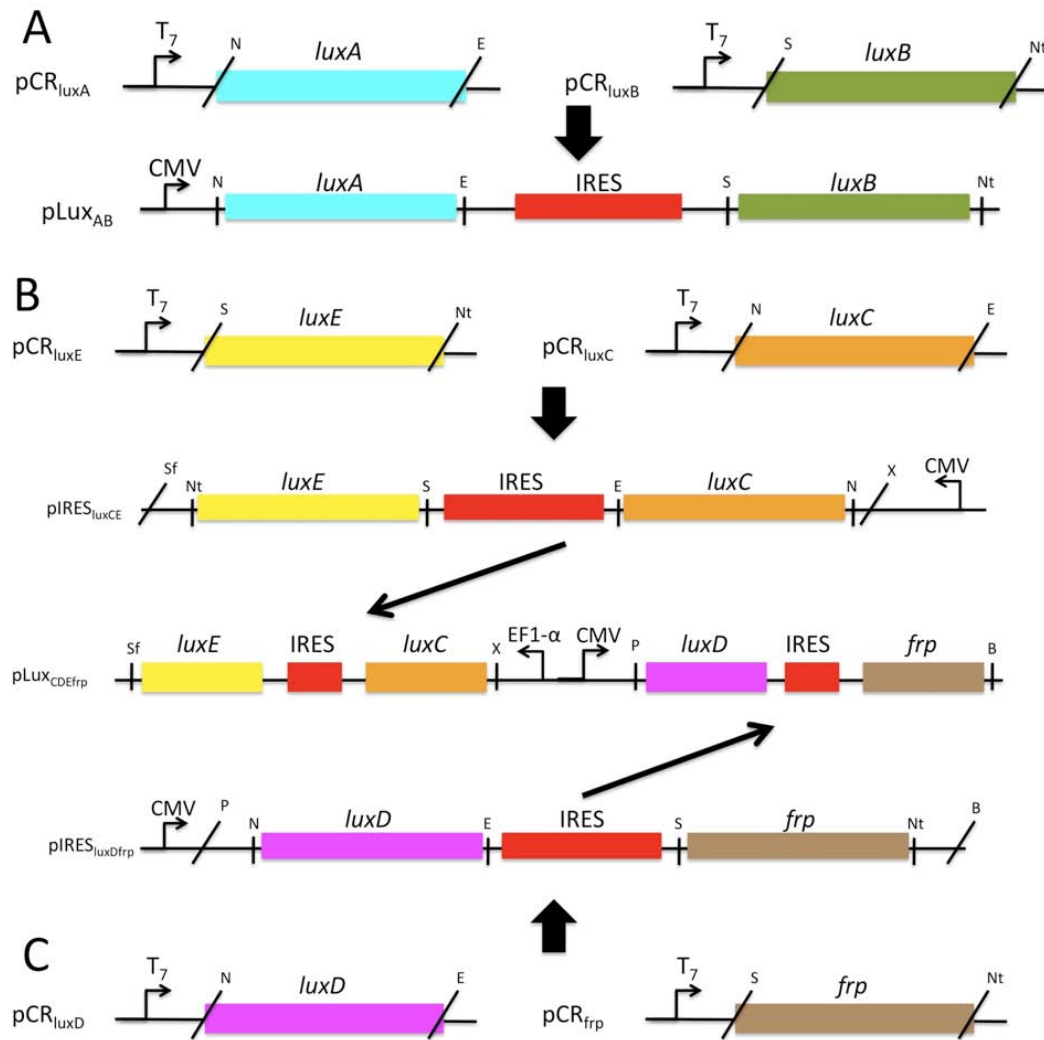 A
T7 N luxA E
pCRluxA
T7 S luxB Nt
pCRluxB
CMV N luxA E IRES S luxB Nt
pLuxAB
B
T7 S luxE Nt
pCRluxE
T7 N luxC E
pCRluxC
Sf Nt luxE S IRES E luxC N X CMV
pIRESluxCE
Sf luxE IRES luxC X EF1-α CMV P luxD IRES frp B
pLuxCDEfrp
CMV P N luxD E IRES S frp Nt B
pIRESluxDfrp
C
T7 N luxD E
pCRluxD
T7 S frp Nt
pCRfrp